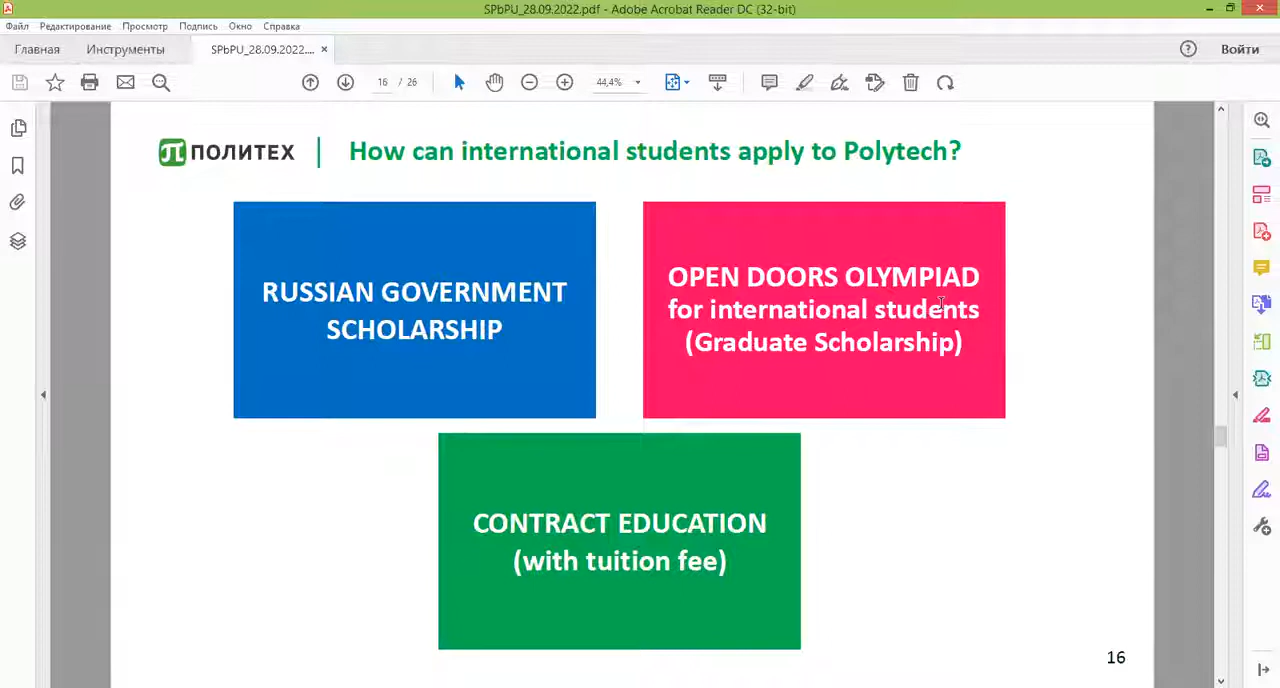 SPbPU_28.09.2022.pdf - Adobe Acrobat Reader DC (32-bit)
Файл Редактирование Просмотр Подпись Окно Справка
Главная Инструменты SPbPU_28.09.2022.... × Войти
16 / 26 44,4%
ПОЛИТЕХ How can international students apply to Polytech?
RUSSIAN GOVERNMENT
SCHOLARSHIP
OPEN DOORS OLYMPIAD
for international students
(Graduate Scholarship)
CONTRACT EDUCATION
(with tuition fee)
16